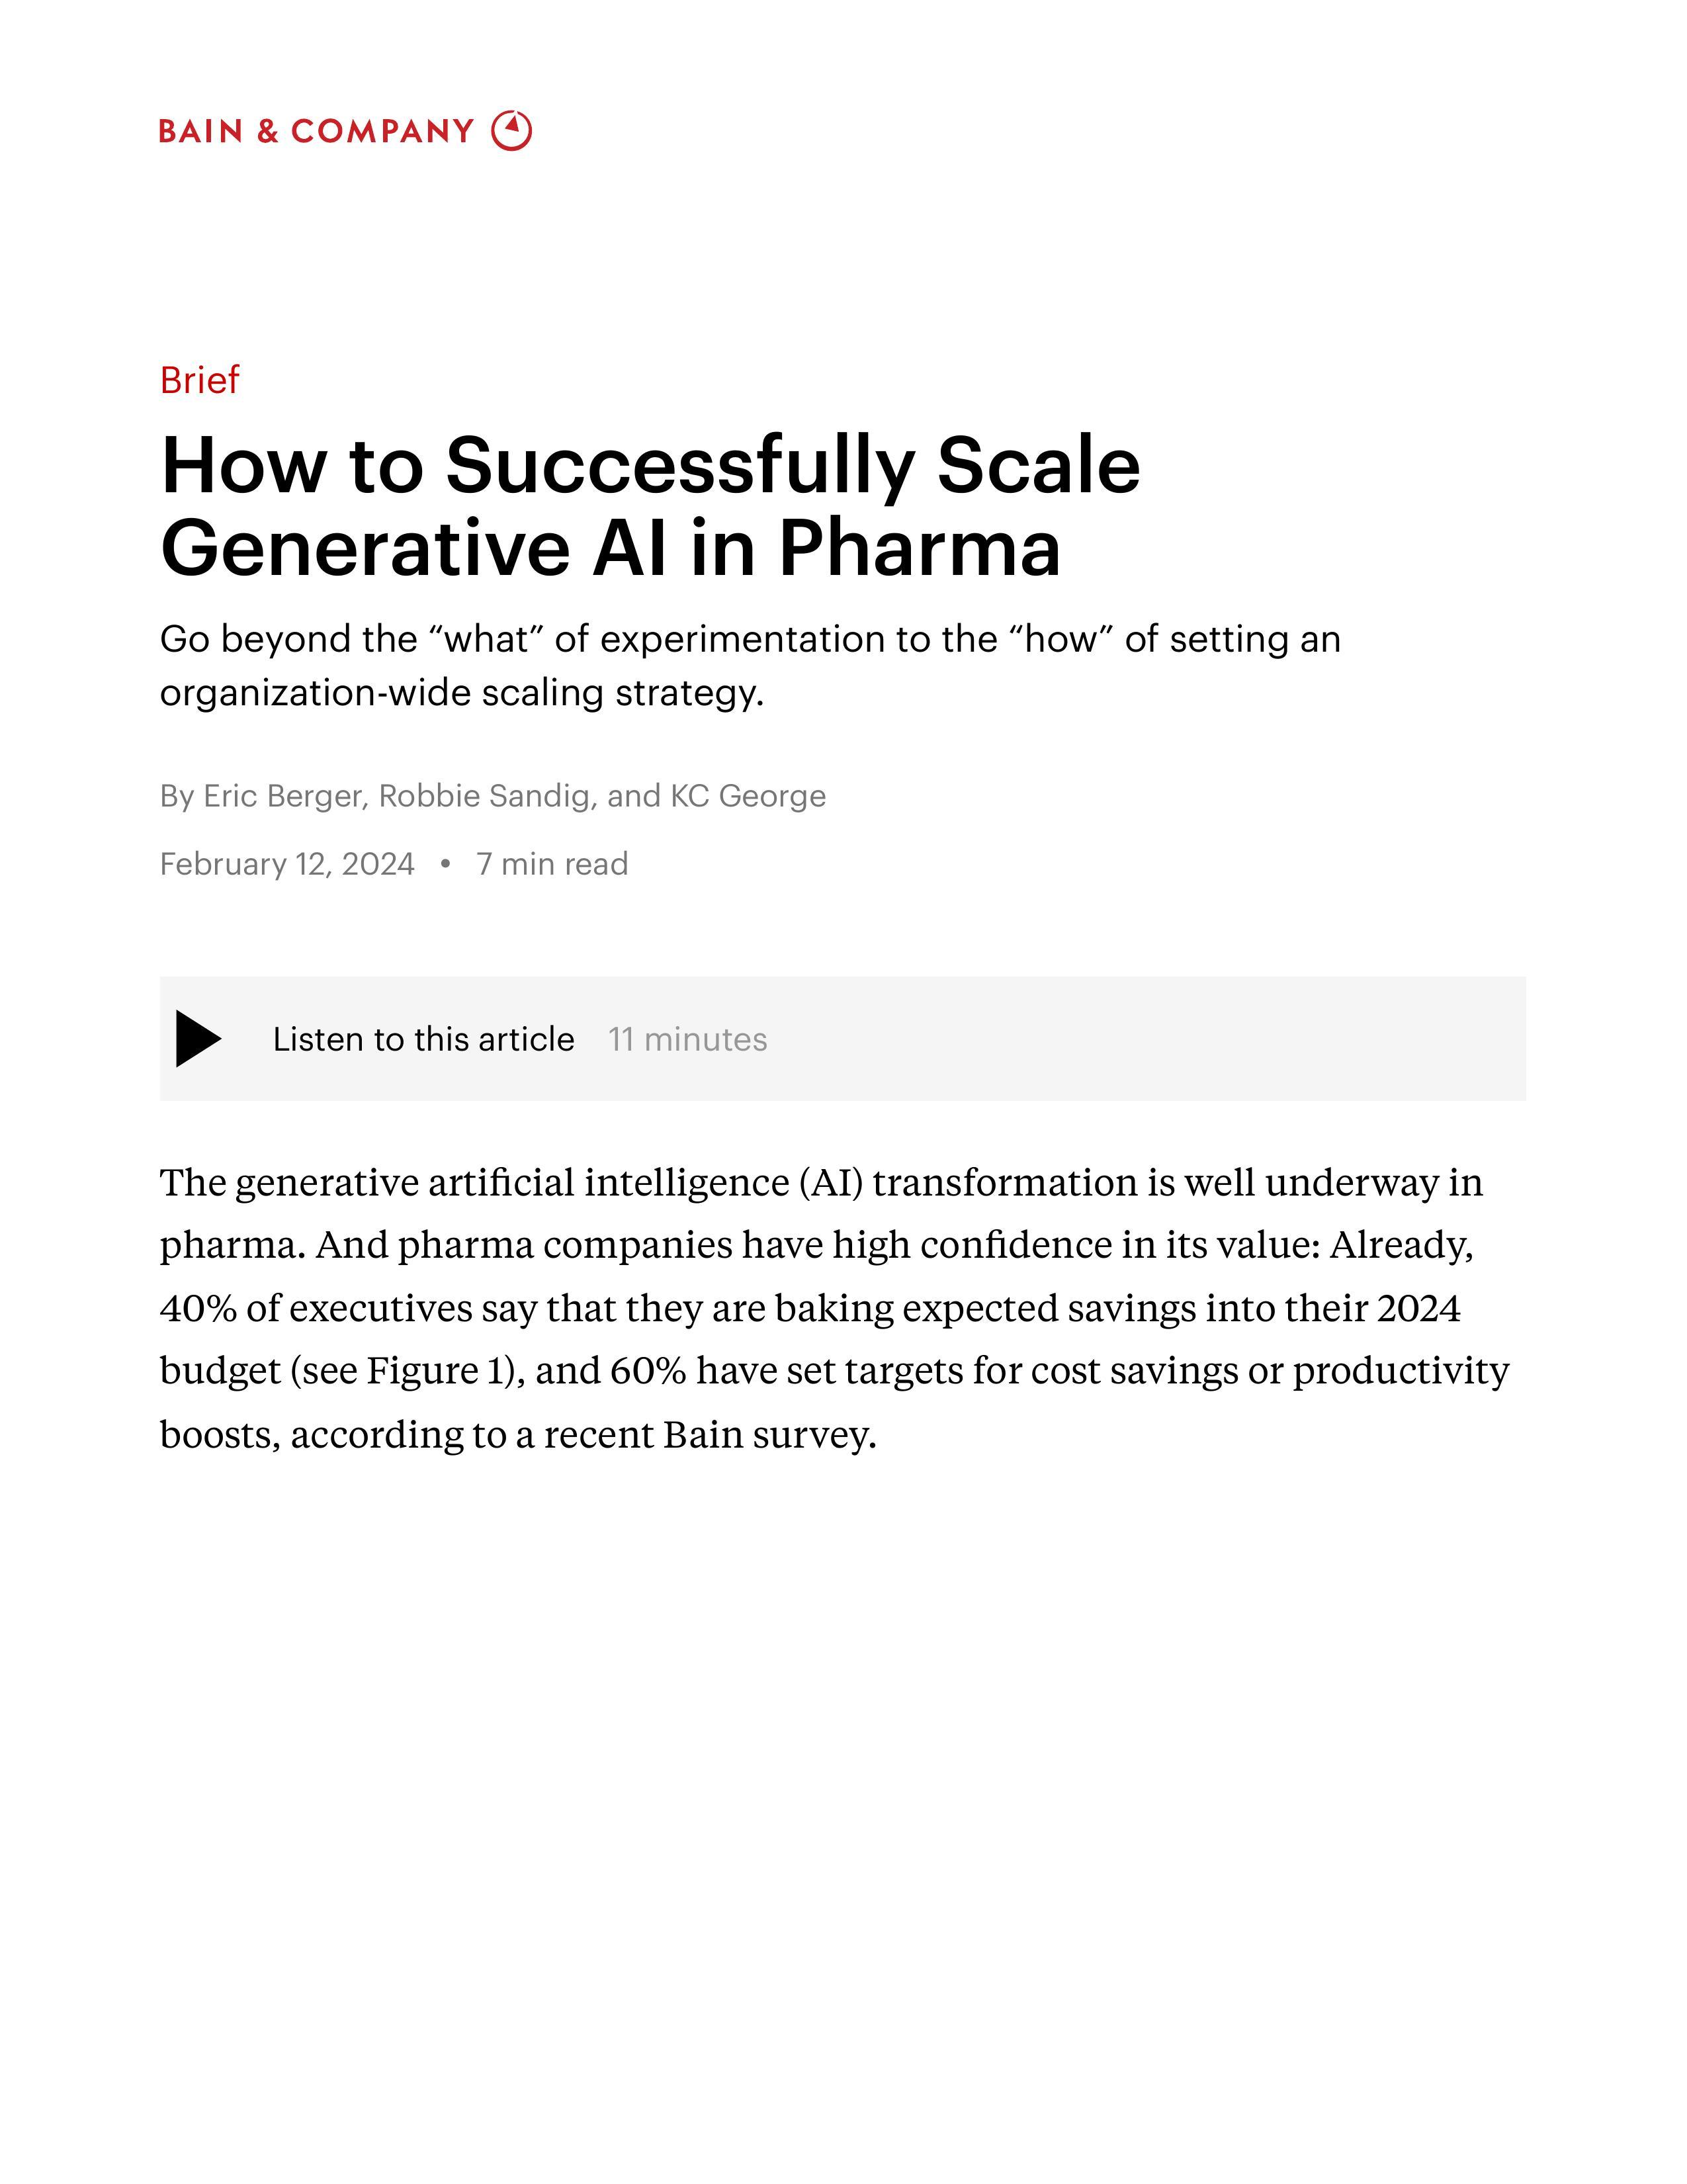 BAIN & COMPANY
Brief
How to Successfully Scale
Generative AI in Pharma
Go beyond the “what” of experimentation to the “how” of setting an
organization-wide scaling strategy.
By Eric Berger, Robbie Sandig, and KC George
February 12, 2024 • 7 min read
Listen to this article 11 minutes
The generative artificial intelligence (AI) transformation is well underway in
pharma. And pharma companies have high confidence in its value: Already,
40% of executives say that they are baking expected savings into their 2024
budget (see Figure 1), and 60% have set targets for cost savings or productivity
boosts, according to a recent Bain survey.